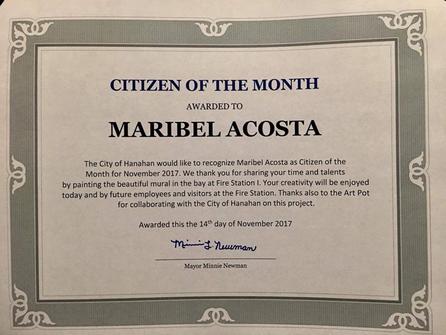 CITIZEN OF THE MONTH
AWARDED TO
MARIBEL ACOSTA
The City of Hanahan would like to recognize Maribel Acosta as Citizen of the
Month for November 2017. We thank you for sharing your time and talents
by painting the beautiful mural in the bay at Fire Station I. Your creativity will be enjoyed
today and by future employees and visitors at the Fire Station. Thanks also to the Art Pot
for collaborating with the City of Hanahan on this project.
Awarded this the 14th day of November 2017
Minnie L Newman
Mayor Minnie Newman